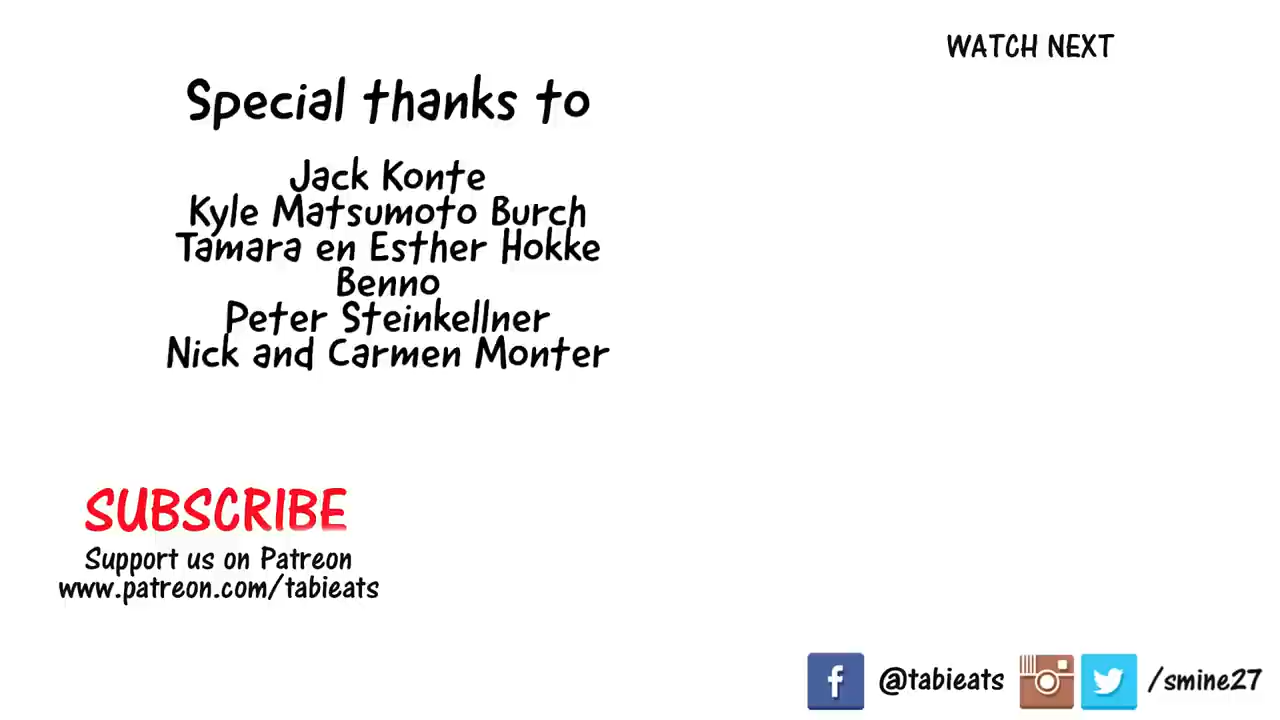 WATCH NEXT
Special thanks to
Jack Konte
Kyle Matsumoto Burch
Tamara en Esther Hokke
Benno
Peter Steinkellner
Nick and Carmen Monter
SUBSCRIBE
Support us on Patreon
www.patreon.com/tabieats
@tabieats
/smine27